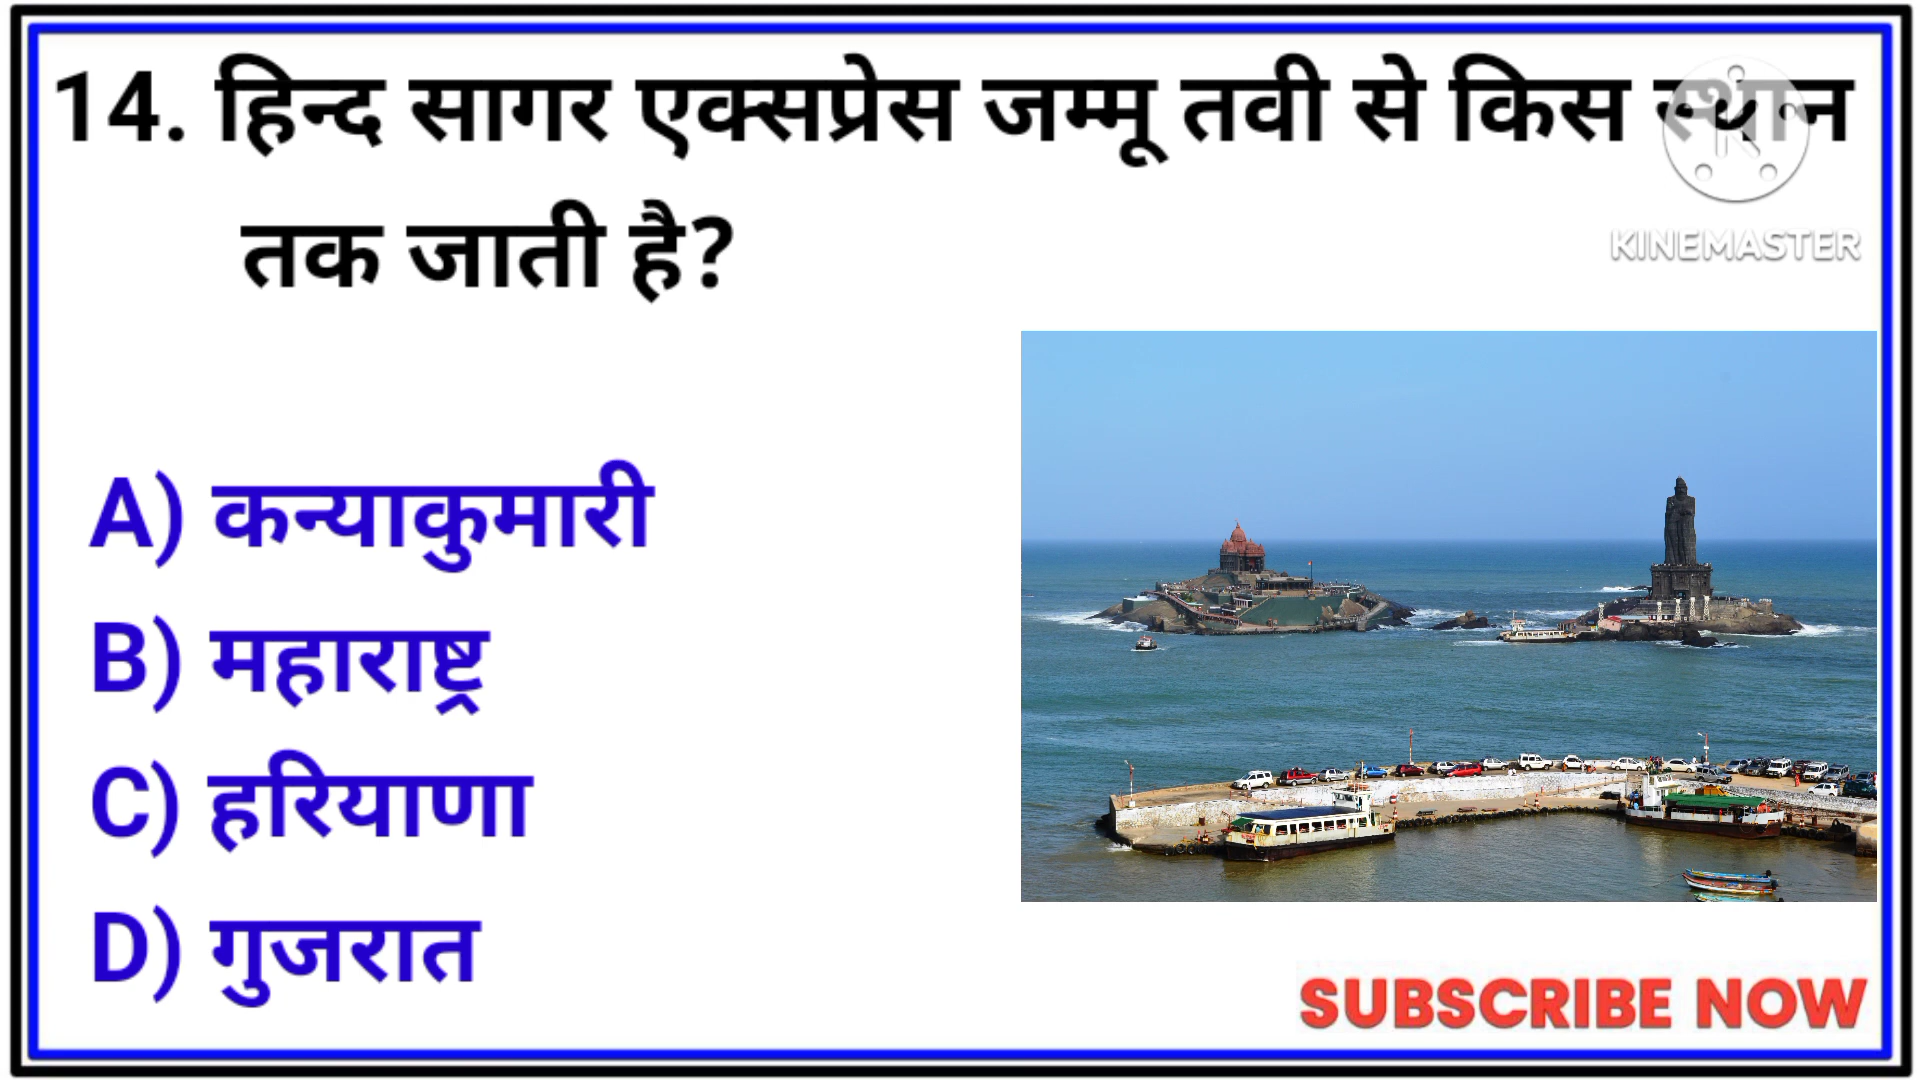 14. हिन्द सागर एक्सप्रेस जम्मू तवी से किस स्थान
तक जाती है?
KINEMASTER
A) कन्याकुमारी
B) महाराष्ट्र
C) हरियाणा
D) गुजरात
SUBSCRIBE NOW